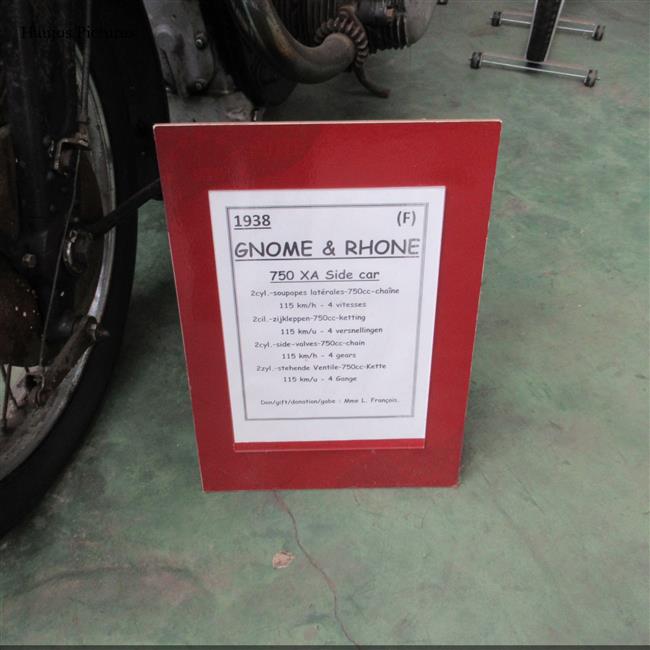 Hanjus Pictures
1938 (F)
GNOME & RHONE
750 XA Side car
2cyl.-soupapes latérales-750cc-chaîne
115 km/h - 4 vitesses
2cil.-zijkleppen-750cc-ketting
115 km/u - 4 versnellingen
2cyl.-side-valves-750cc-chain
115 km/h - 4 gears
2zyl.-stehende Ventile-750cc-Kette
115 km/u - 4 Gange
Don/gift/donation/gabe : Mme L. François.